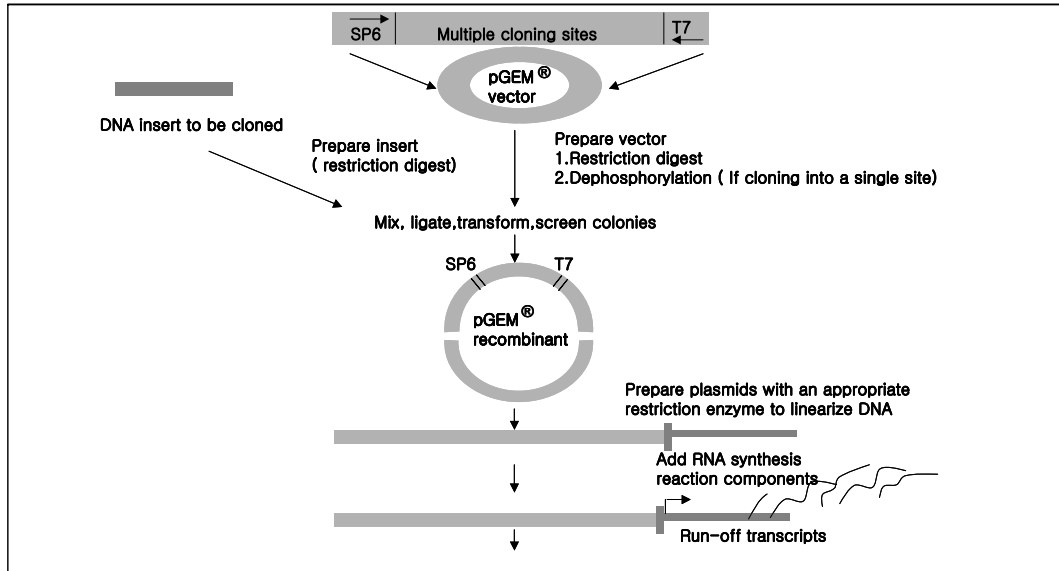 SP6
Multiple cloning sites
T7
pGEM®
vector
DNA insert to be cloned
Prepare insert
( restriction digest)
Prepare vector
1.Restriction digest
2.Dephosphorylation ( If cloning into a single site)
Mix, ligate,transform,screen colonies
SP6
T7
pGEM®
recombinant
Prepare plasmids with an appropriate
restriction enzyme to linearize DNA
Add RNA synthesis
reaction components
Run-off transcripts